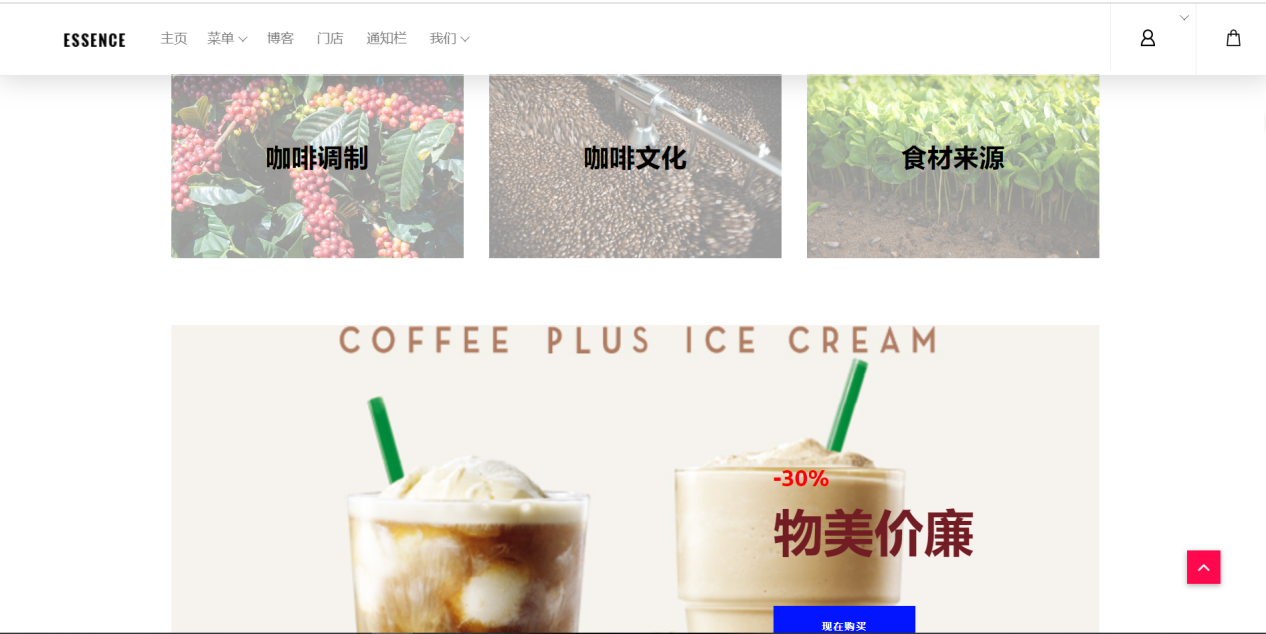 ESSENCE 主页 菜单 博客 门店 通知栏 我们
咖啡调制 咖啡文化 食材来源
COFFEE PLUS ICE CREAM
-30%
物美价廉
现在购买